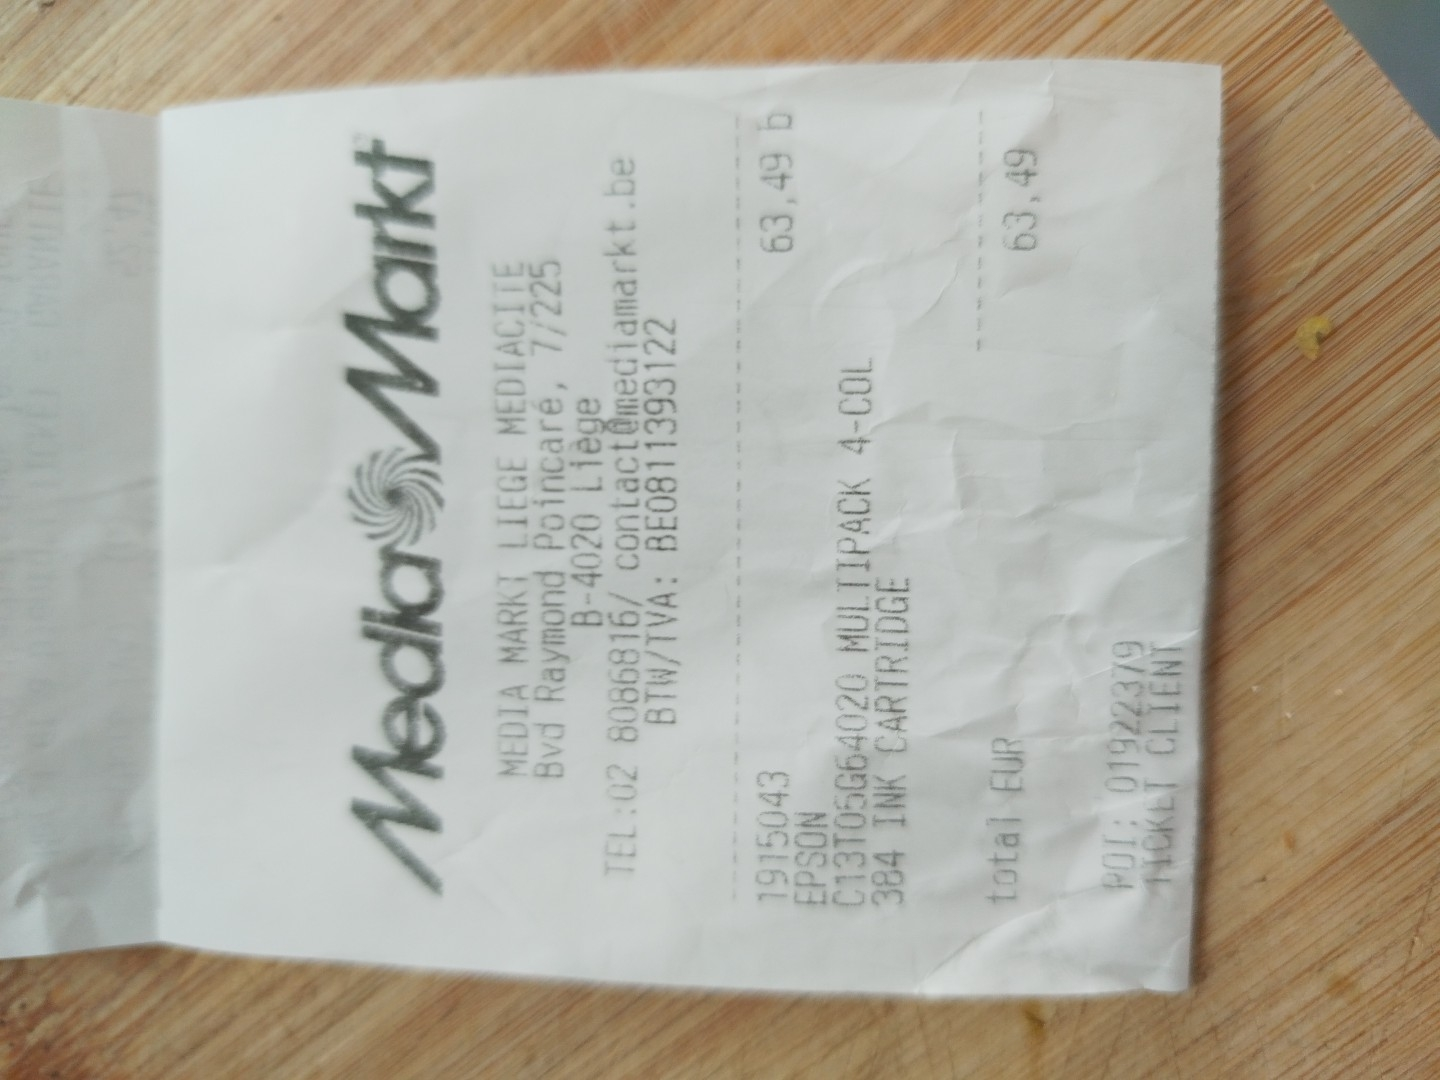 Media Markt
MEDIA MARKT LIEGE MEDIACITE
Bvd Raymond Poincaré, 7/225
B-4020 Liège
TEL:02 8086816/ contact@mediamarkt.be
BTW/TVA: BE0811393122
1915043 63,49 b
EPSON
C13T05G64020 MULTIPACK 4-COL
384 INK CARTRIDGE
total EUR 63,49
POI: 01922379
TICKET CLIENT